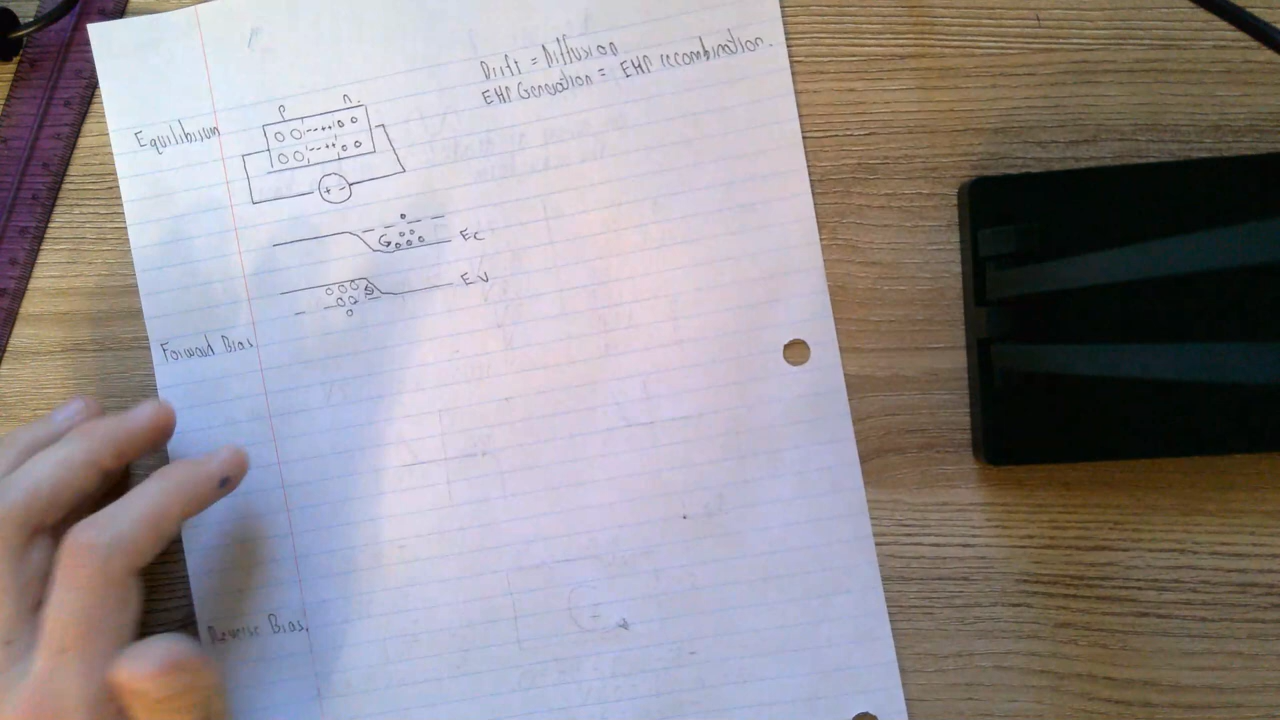 Drift = Diffusion
EHP Generation = EHP recombination.
P n.
Equilibrium
+ -
Ec
Ev
Forward Bias
Reverse Bias.